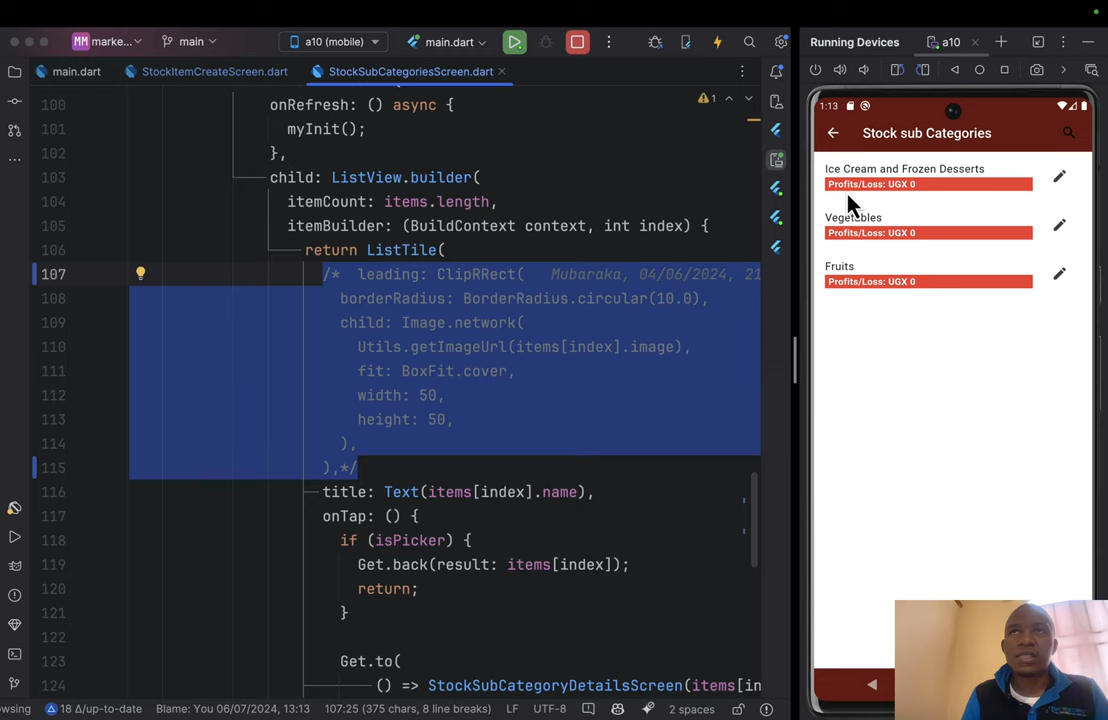 MM marke... main a10 (mobile) main.dart Running Devices a10
main.dart StockItemCreateScreen.dart StockSubCategoriesScreen.dart
100 onRefresh: () async {
101 myInit();
102 },
103 child: ListView.builder(
104 itemCount: items.length,
105 itemBuilder: (BuildContext context, int index) {
106 return ListTile(
107 /* leading: ClipRRect( Mubaraka, 04/06/2024, 21
108 borderRadius: BorderRadius.circular(10.0),
109 child: Image.network(
110 Utils.getImageUrl(items[index].image),
111 fit: BoxFit.cover,
112 width: 50,
113 height: 50,
114 ),
115 ),*/
116 title: Text(items[index].name),
117 onTap: () {
118 if (isPicker) {
119 Get.back(result: items[index]);
120 return;
121 }
122
123 Get.to(
124 () => StockSubCategoryDetailsScreen(items[in
1
1:13
Stock sub Categories
Ice Cream and Frozen Desserts
Profits/Loss: UGX 0
Vegetables
Profits/Loss: UGX 0
Fruits
Profits/Loss: UGX 0
owsing 18 Δ/up-to-date Blame: You 06/07/2024, 13:13 107:25 (375 chars, 8 line breaks) LF UTF-8 2 spaces